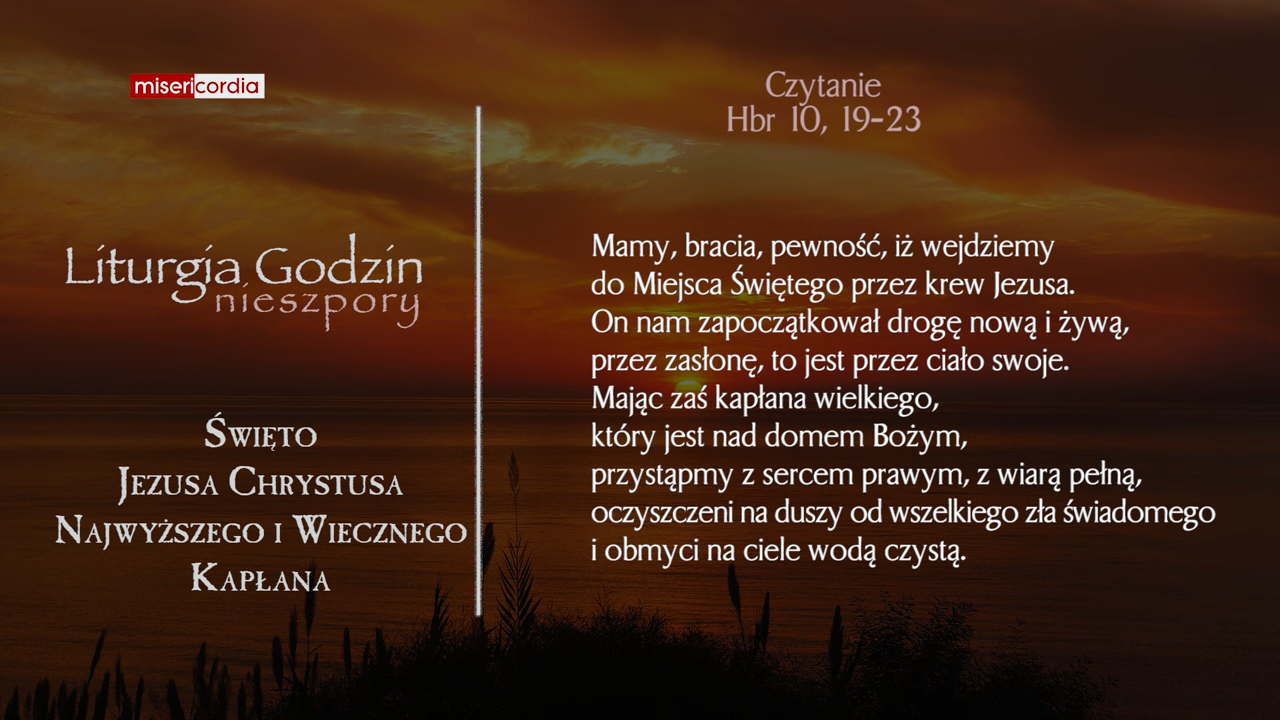 misericordia
Liturgia Godzin
nieszpory
Święto
Jezusa Chrystusa
Najwyższego i Wiecznego
Kapłana
Czytanie
Hbr 10, 19-23
Mamy, bracia, pewność, iż wejdziemy
do Miejsca Świętego przez krew Jezusa.
On nam zapoczątkował drogę nową i żywą,
przez zasłonę, to jest przez ciało swoje.
Mając zaś kapłana wielkiego,
który jest nad domem Bożym,
przystąpmy z sercem prawym, z wiarą pełną,
oczyszczeni na duszy od wszelkiego zła świadomego
i obmyci na ciele wodą czystą.